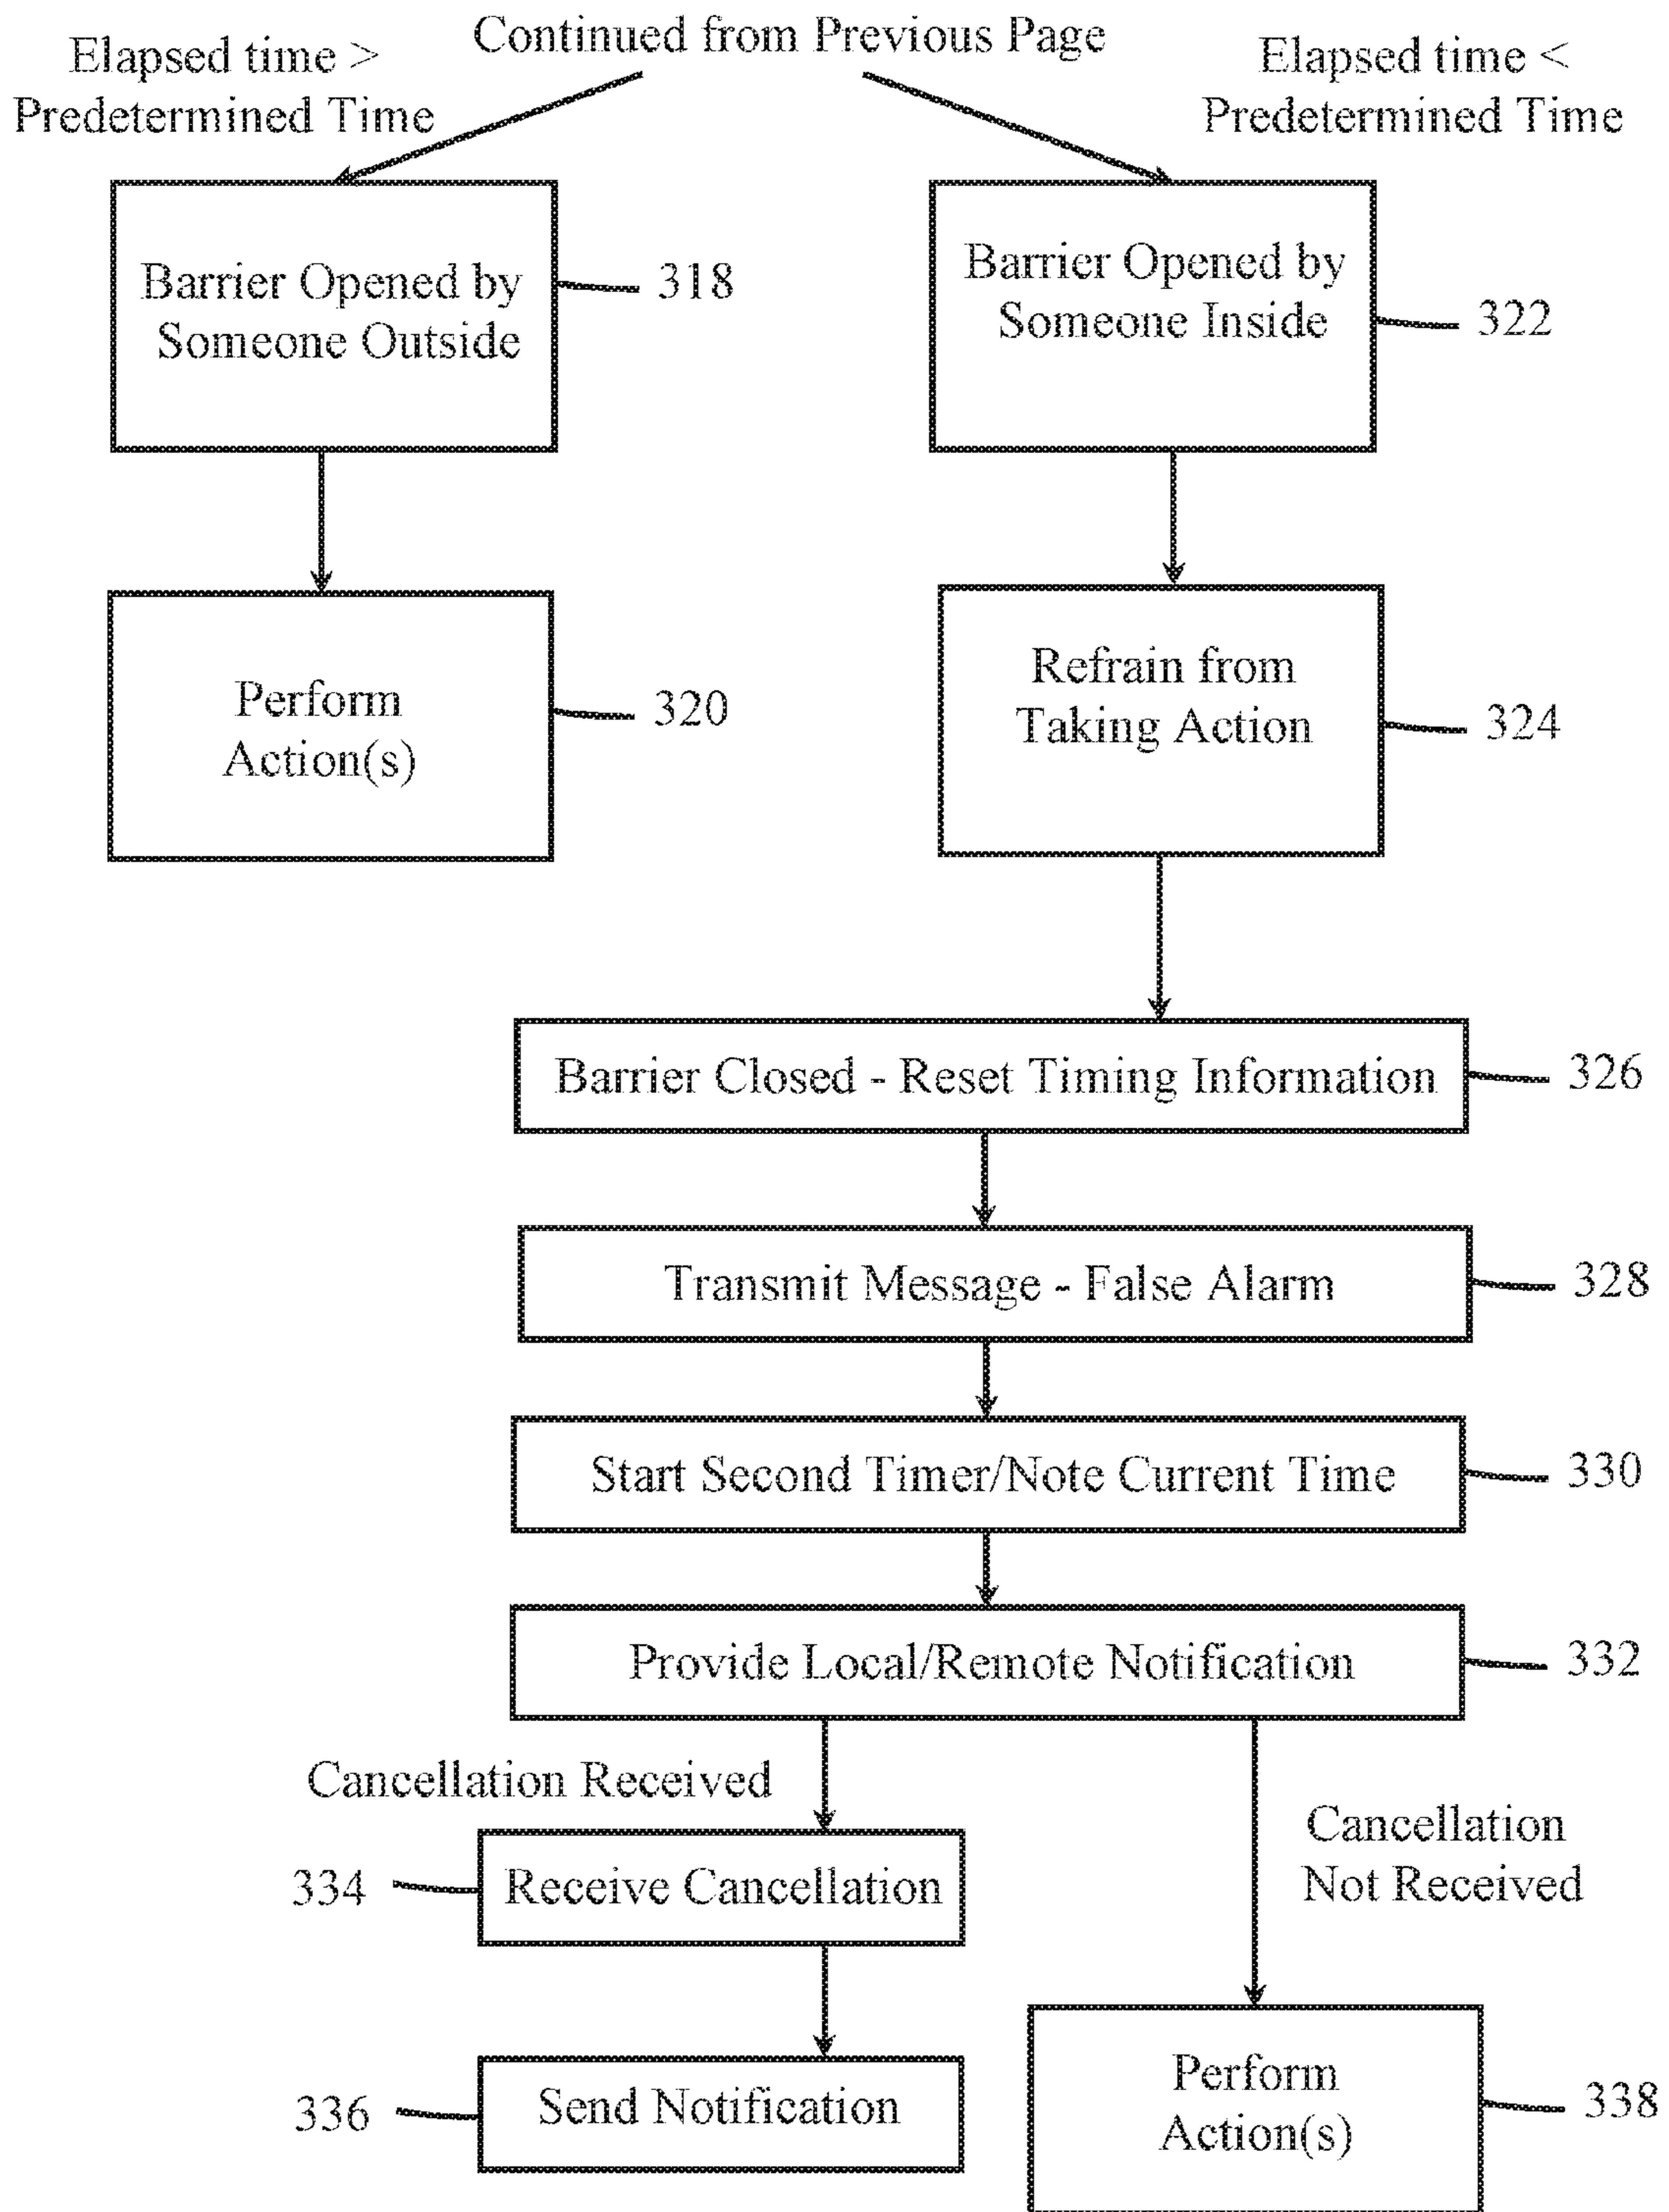 Continued from Previous Page
Elapsed time >
Predetermined Time
Elapsed time <
Predetermined Time
Barrier Opened by
Someone Outside
318
Barrier Opened by
Someone Inside
322
Perform
Action(s)
320
Refrain from
Taking Action
324
Barrier Closed - Reset Timing Information
326
Transmit Message - False Alarm
328
Start Second Timer/Note Current Time
330
Provide Local/Remote Notification
332
Cancellation Received
Cancellation
Not Received
334
Receive Cancellation
336
Send Notification
Perform
Action(s)
338